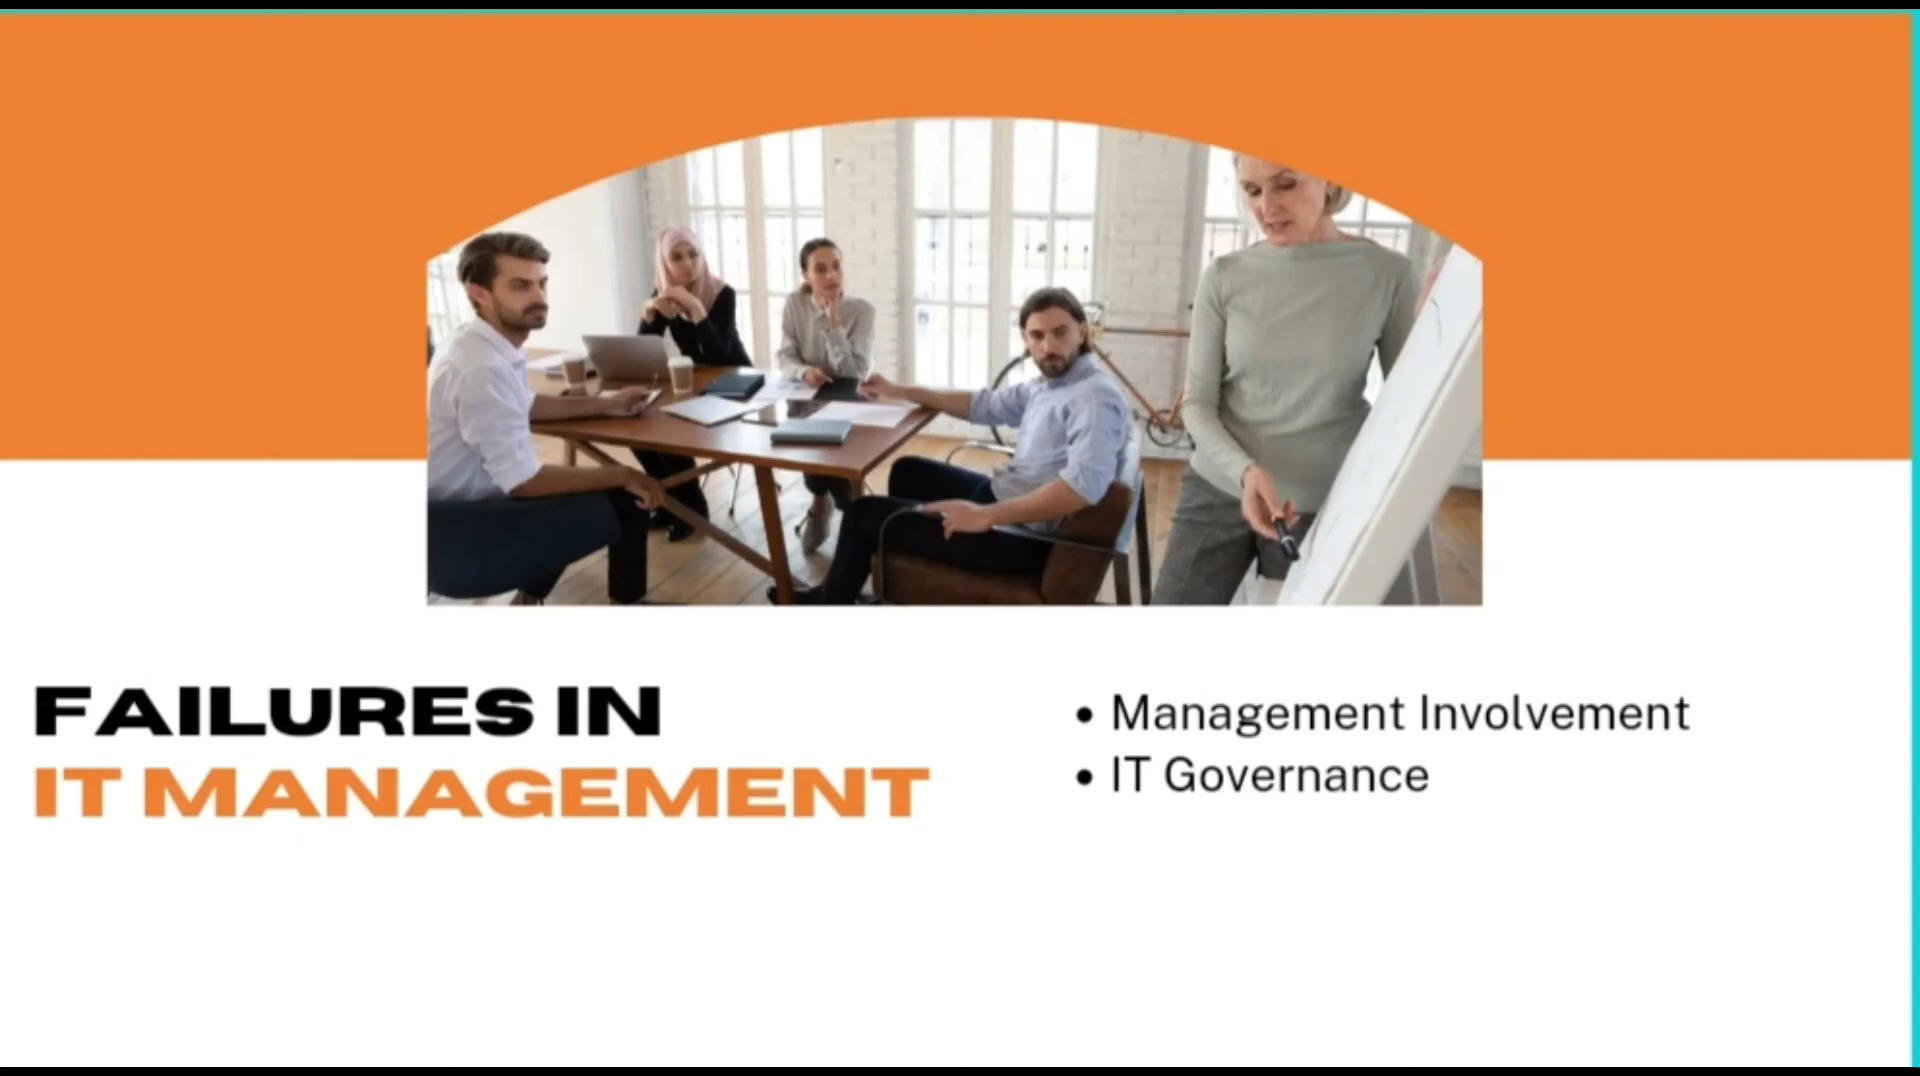 FAILURES IN
IT MANAGEMENT
• Management Involvement
• IT Governance